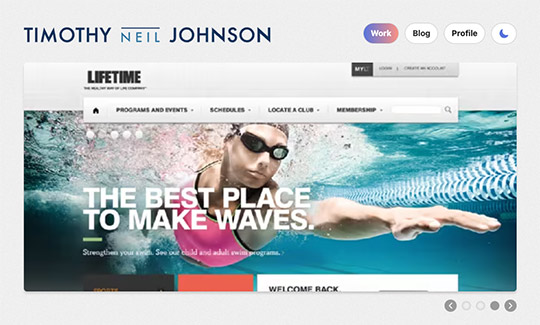 TIMOTHY NEIL JOHNSON
Work
Blog
Profile
LIFETIME
THE HEALTHY WAY OF LIFE COMPANY
MYLT
LOGIN | CREATE AN ACCOUNT
PROGRAMS AND EVENTS
SCHEDULES
LOCATE A CLUB
MEMBERSHIP
THE BEST PLACE
TO MAKE WAVES.
Strengthen your swim. See our child and adult swim programs.
SPORTS
WELCOME BACK.